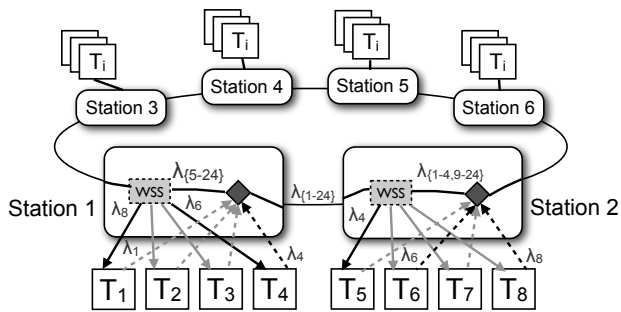 Tᵢ Tᵢ Tᵢ Tᵢ
Station 3 Station 4 Station 5 Station 6
Station 1
WSS
λ{5-24}
λ8 λ6
λ1 λ4
λ{1-24}
WSS
λ{1-4,9-24}
Station 2
λ4
λ6 λ8
T₁ T₂ T₃ T₄ T₅ T₆ T₇ T₈